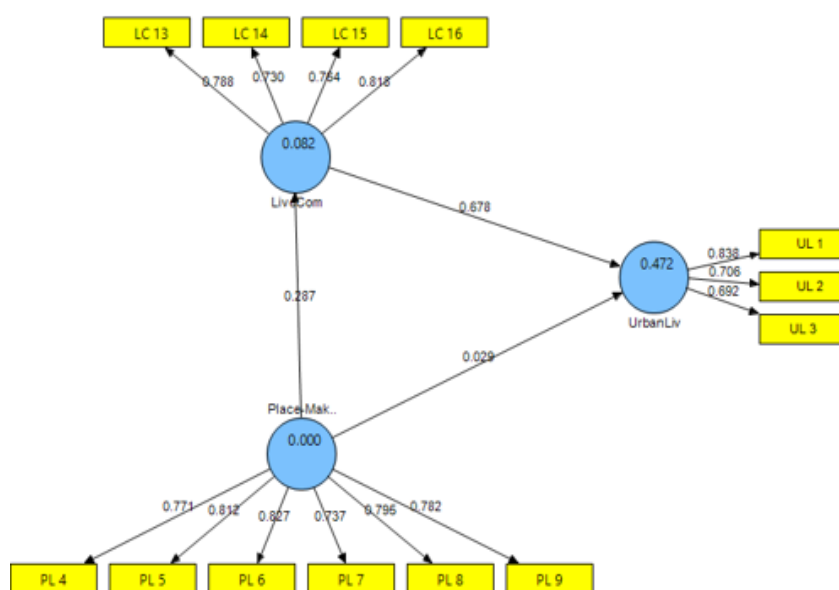 LC 13 LC 14 LC 15 LC 16
0.788 0.730 0.764 0.818
0.082
LiveCom
0.678
0.838 UL 1
0.472 0.706 UL 2
0.692 UL 3
UrbanLiv
0.287
0.029
Place-Mak..
0.000
0.771 0.812 0.827 0.737 0.795 0.782
PL 4 PL 5 PL 6 PL 7 PL 8 PL 9